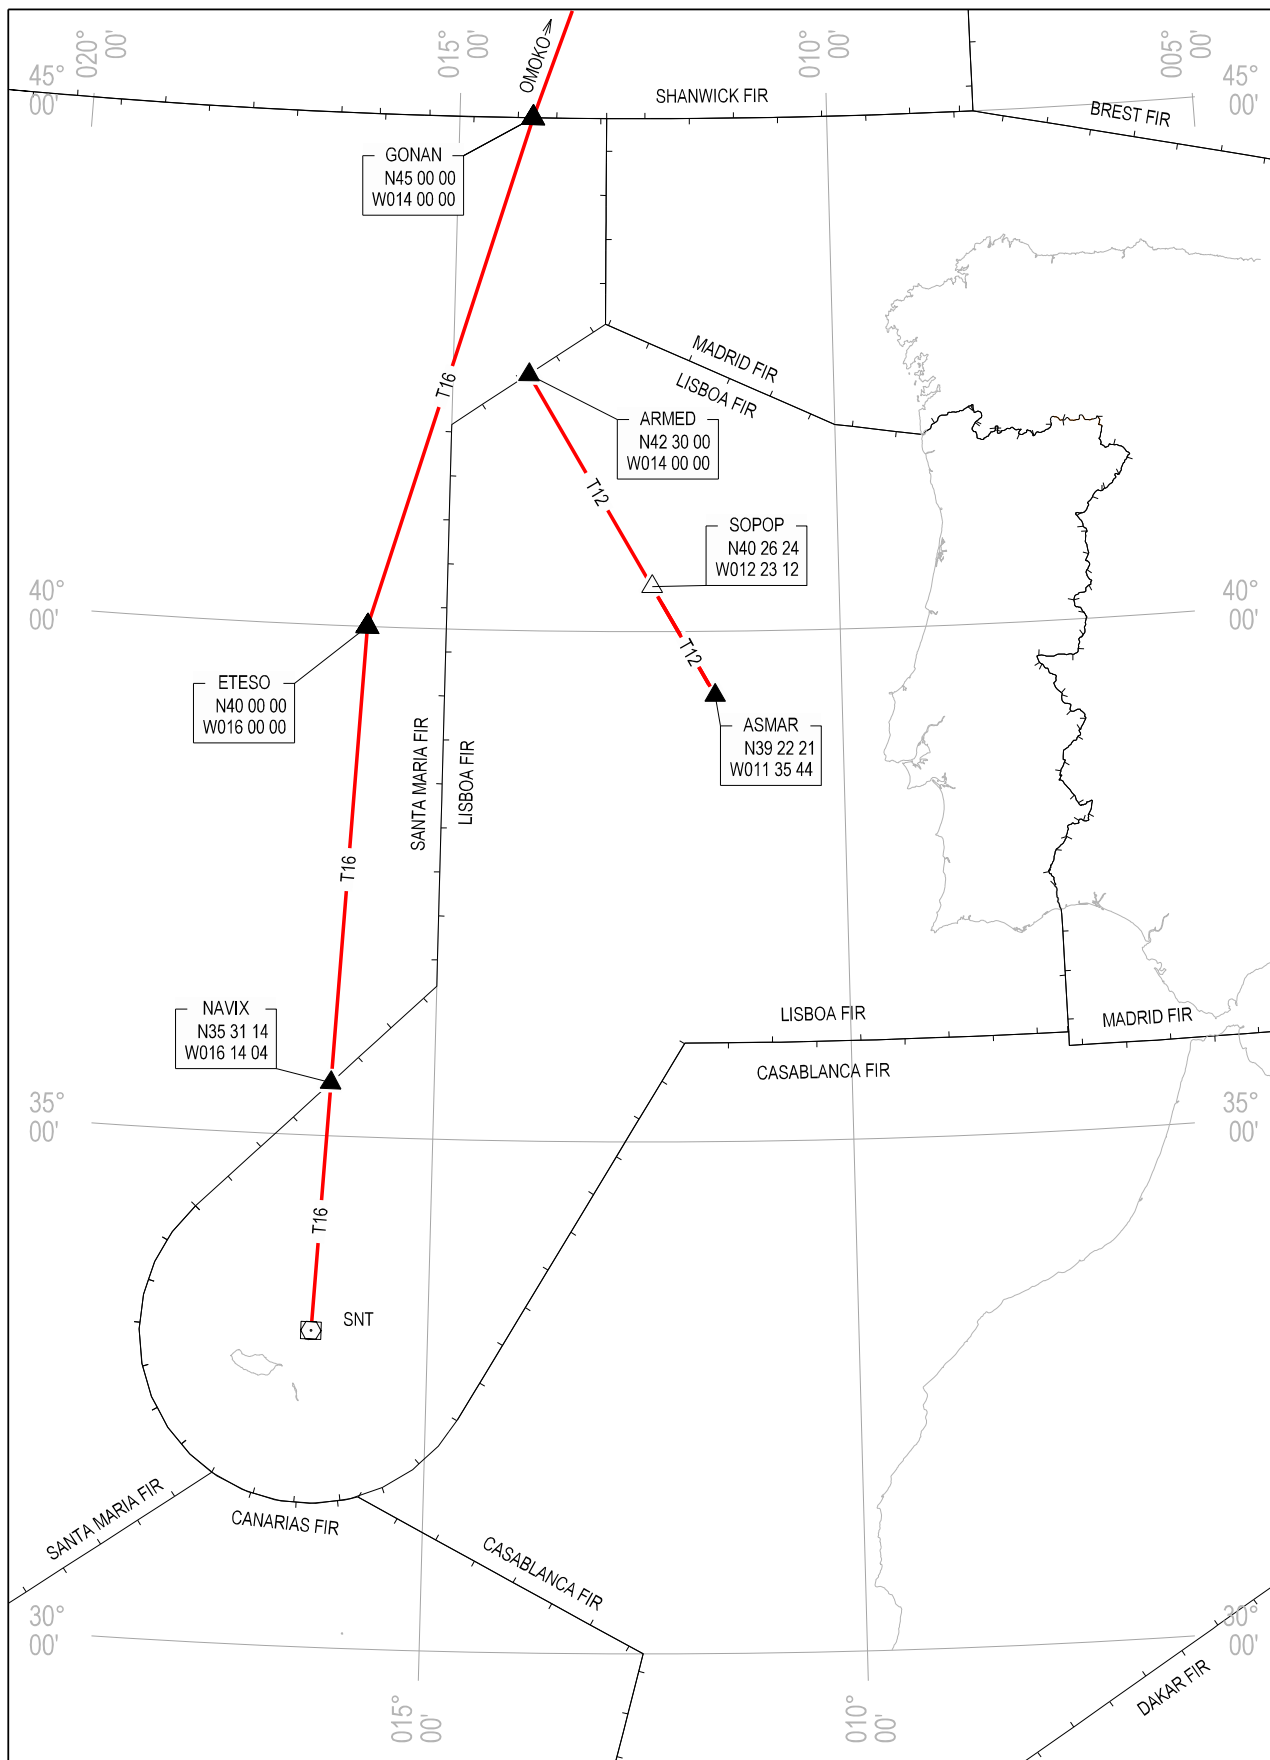 020°
00'
015°
00'
010°
00'
005°
00'
45°
00'
45°
00'
OMOKO
SHANWICK FIR
BREST FIR
GONAN
N45 00 00
W014 00 00
MADRID FIR
LISBOA FIR
T16
ARMED
N42 30 00
W014 00 00
T12
SOPOP
N40 26 24
W012 23 12
40°
00'
40°
00'
T12
ETESO
N40 00 00
W016 00 00
ASMAR
N39 22 21
W011 35 44
SANTA MARIA FIR
LISBOA FIR
T16
NAVIX
N35 31 14
W016 14 04
LISBOA FIR
MADRID FIR
CASABLANCA FIR
35°
00'
35°
00'
T16
SNT
SANTA MARIA FIR
CANARIAS FIR
CASABLANCA FIR
30°
00'
30°
00'
DAKAR FIR
015°
00'
010°
00'